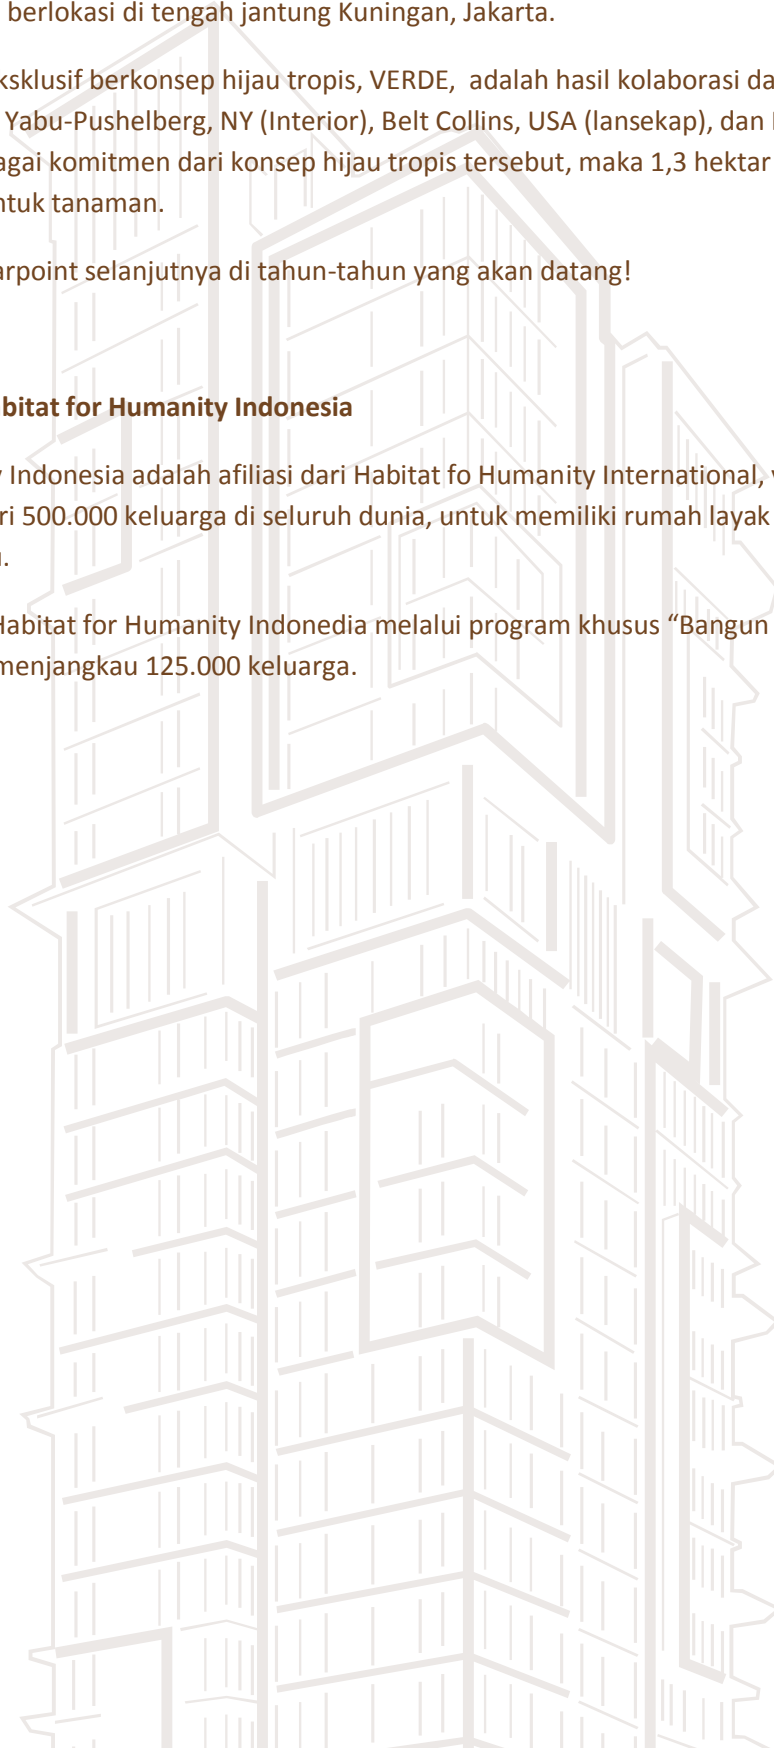 berlokasi di tengah jantung Kuningan, Jakarta.
ksklusif berkonsep hijau tropis, VERDE, adalah hasil kolaborasi da
Yabu-Pushelberg, NY (Interior), Belt Collins, USA (lansekap), dan
agai komitmen dari konsep hijau tropis tersebut, maka 1,3 hektar
ntuk tanaman.
arpoint selanjutnya di tahun-tahun yang akan datang!
bitat for Humanity Indonesia
y Indonesia adalah afiliasi dari Habitat fo Humanity International,
ri 500.000 keluarga di seluruh dunia, untuk memiliki rumah layak
Habitat for Humanity Indonedia melalui program khusus “Bangun
menjangkau 125.000 keluarga.